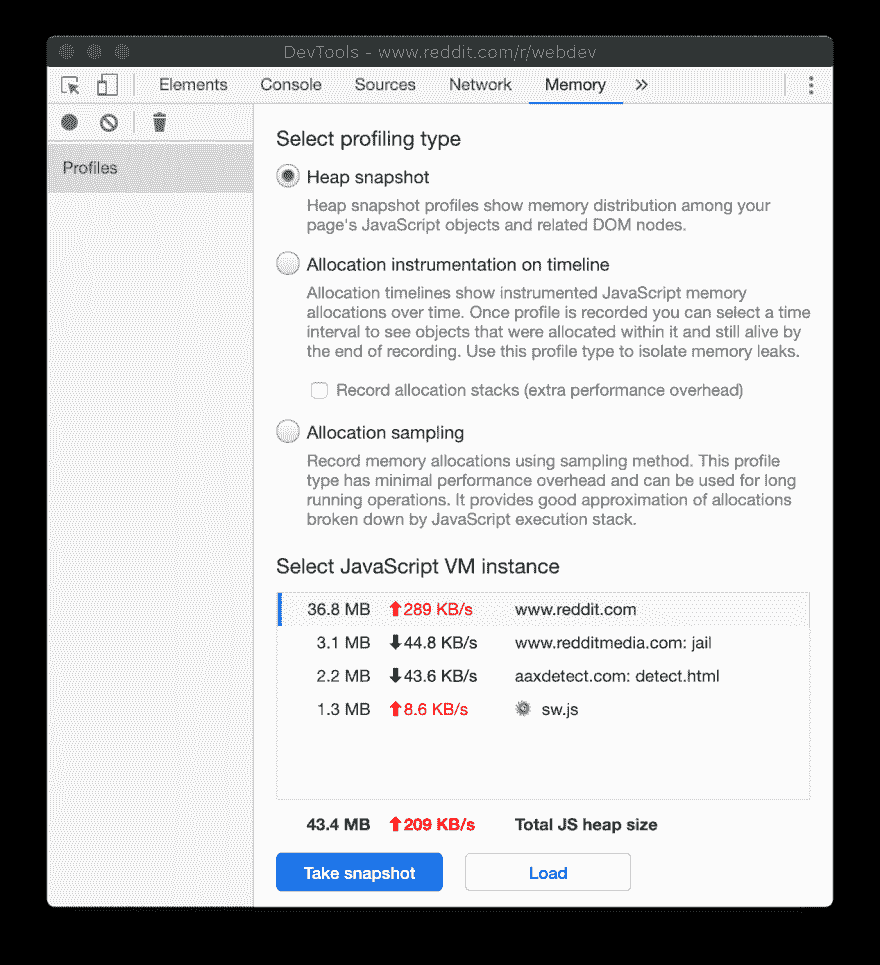 DevTools - www.reddit.com/r/webdev
Elements Console Sources Network Memory »
Profiles
Select profiling type
Heap snapshot
Heap snapshot profiles show memory distribution among your
page's JavaScript objects and related DOM nodes.
Allocation instrumentation on timeline
Allocation timelines show instrumented JavaScript memory
allocations over time. Once profile is recorded you can select a time
interval to see objects that were allocated within it and still alive by
the end of recording. Use this profile type to isolate memory leaks.
Record allocation stacks (extra performance overhead)
Allocation sampling
Record memory allocations using sampling method. This profile
type has minimal performance overhead and can be used for long
running operations. It provides good approximation of allocations
broken down by JavaScript execution stack.
Select JavaScript VM instance
36.8 MB ⬆289 KB/s www.reddit.com
3.1 MB ⬇44.8 KB/s www.redditmedia.com: jail
2.2 MB ⬇43.6 KB/s aaxdetect.com: detect.html
1.3 MB ⬆8.6 KB/s sw.js
43.4 MB ⬆209 KB/s Total JS heap size
Take snapshot Load